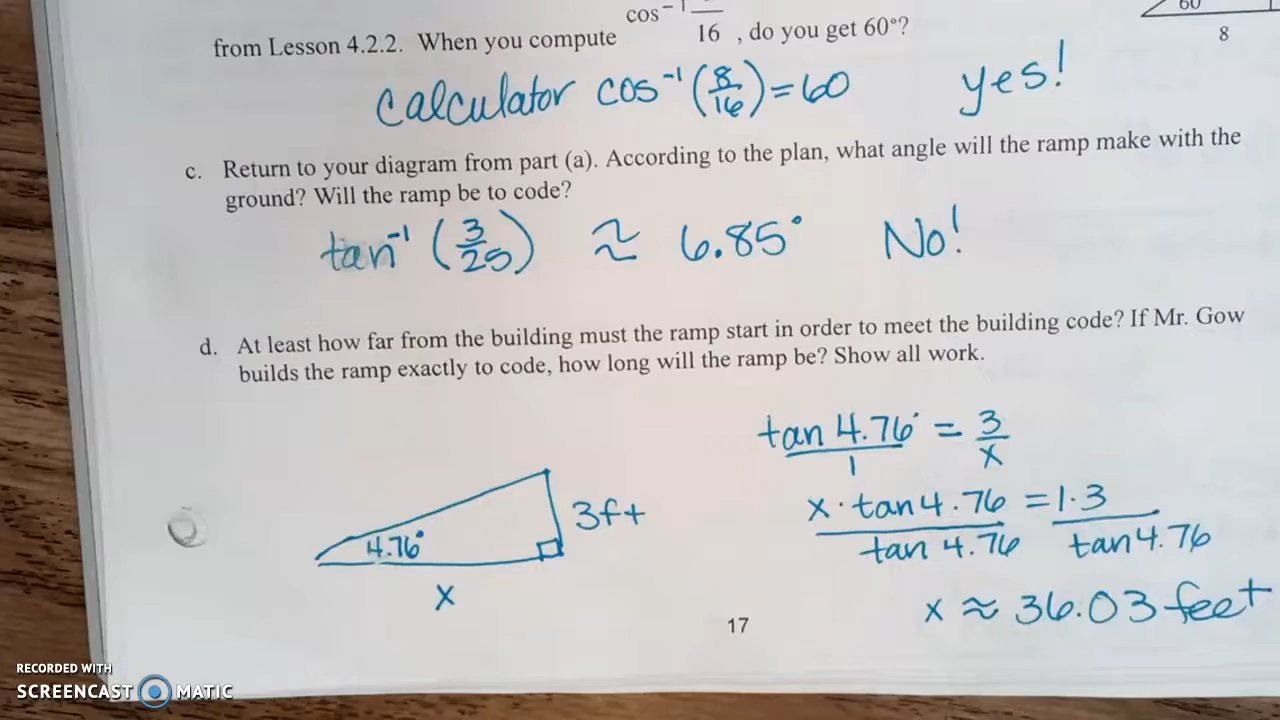 cos⁻¹
from Lesson 4.2.2. When you compute 16 , do you get 60°?
60
8
calculator cos⁻¹ (8/16) = 60 yes!
c. Return to your diagram from part (a). According to the plan, what angle will the ramp make with the
ground? Will the ramp be to code?
tan⁻¹ (3/25) ≈ 6.85° No!
d. At least how far from the building must the ramp start in order to meet the building code? If Mr. Gow
builds the ramp exactly to code, how long will the ramp be? Show all work.
tan 4.76° / 1 = 3 / x
3ft
4.76°
x
x · tan 4.76 / tan 4.76 = 1·3 / tan 4.76
x ≈ 36.03 feet
17
RECORDED WITH
SCREENCAST MATIC